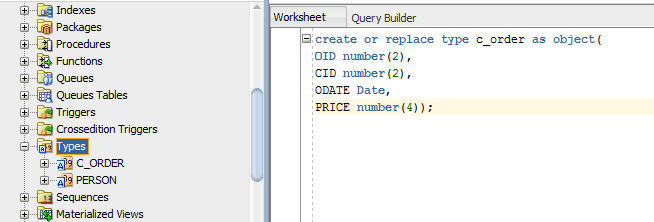 Indexes
Packages
Procedures
Functions
Queues
Queues Tables
Triggers
Crossedition Triggers
Types
C_ORDER
PERSON
Sequences
Materialized Views
Worksheet Query Builder
create or replace type c_order as object(
OID number(2),
CID number(2),
ODATE Date,
PRICE number(4));